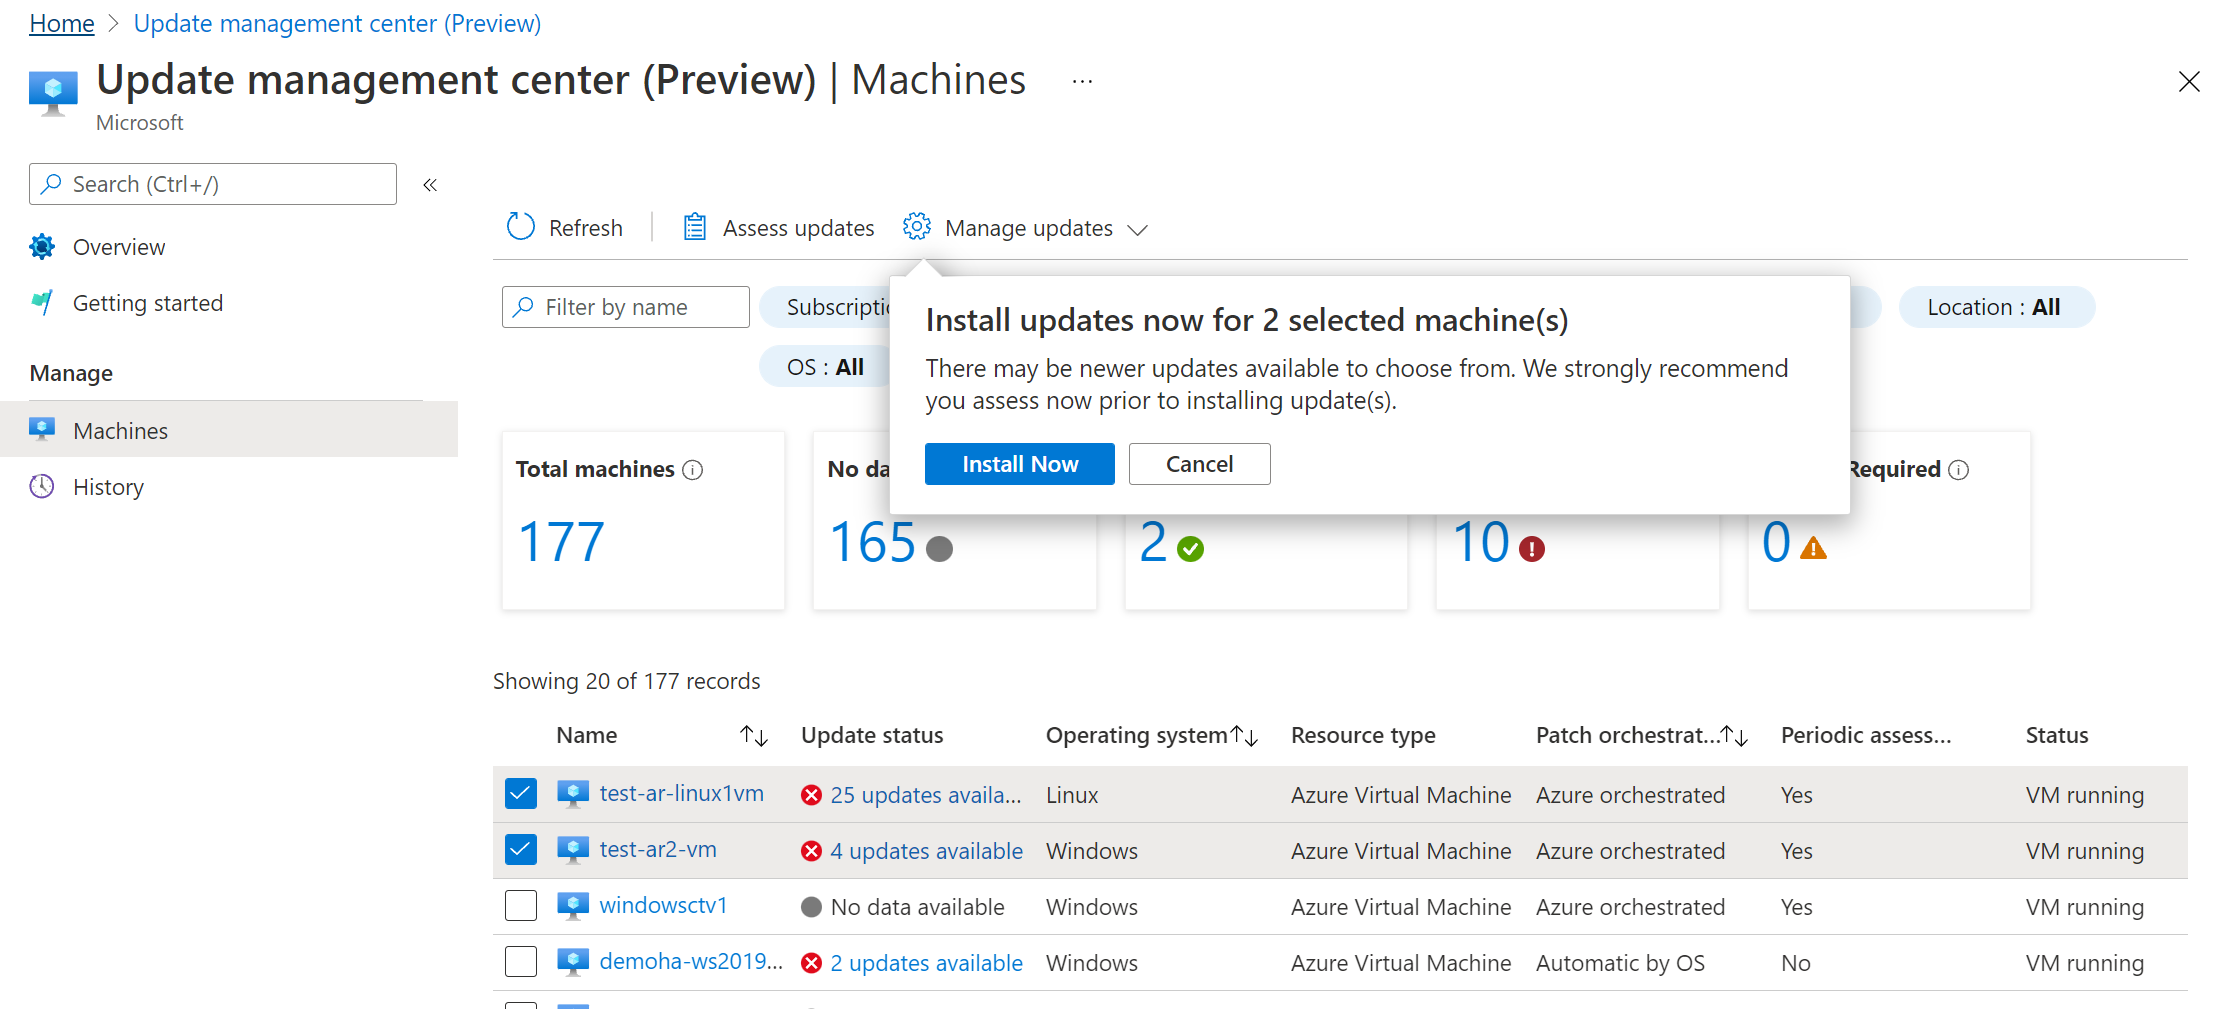 Home > Update management center (Preview)
Update management center (Preview) | Machines ...
Microsoft
Search (Ctrl+/) «
Overview
Getting started
Manage
Machines
History
Refresh Assess updates Manage updates
Filter by name Location : All
OS : All
Install updates now for 2 selected machine(s)
There may be newer updates available to choose from. We strongly recommend
you assess now prior to installing update(s).
Install Now Cancel
Total machines No Required
177 165 2 10 0
Showing 20 of 177 records
Name Update status Operating system Resource type Patch orchestrat... Periodic assess... Status
test-ar-linux1vm 25 updates availa... Linux Azure Virtual Machine Azure orchestrated Yes VM running
test-ar2-vm 4 updates available Windows Azure Virtual Machine Azure orchestrated Yes VM running
windowsctv1 No data available Windows Azure Virtual Machine Azure orchestrated Yes VM running
demoha-ws2019... 2 updates available Windows Azure Virtual Machine Automatic by OS No VM running